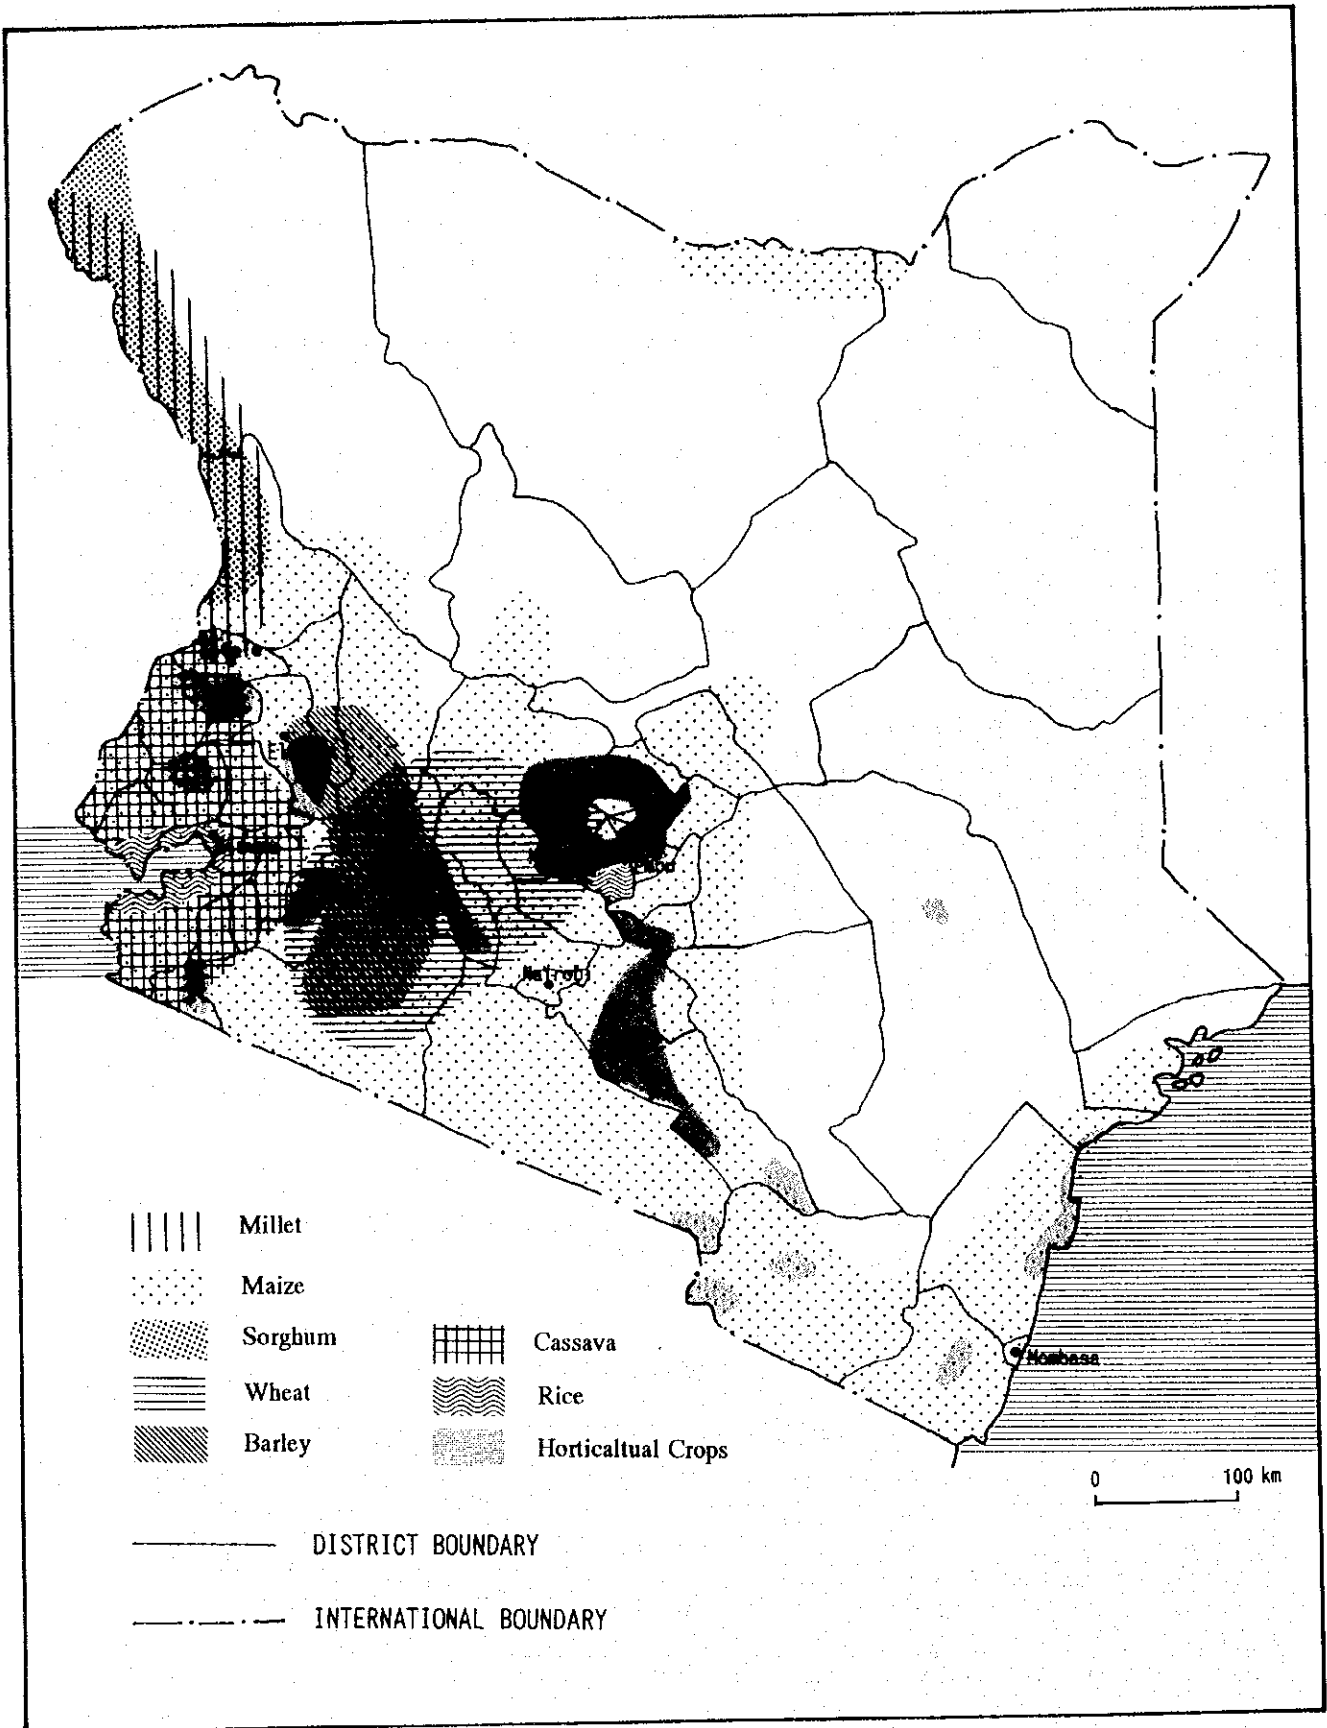 Nairobi
Mombasa
Millet
Maize
Sorghum
Wheat
Barley
Cassava
Rice
Horticaltual Crops
0 100 km
DISTRICT BOUNDARY
INTERNATIONAL BOUNDARY